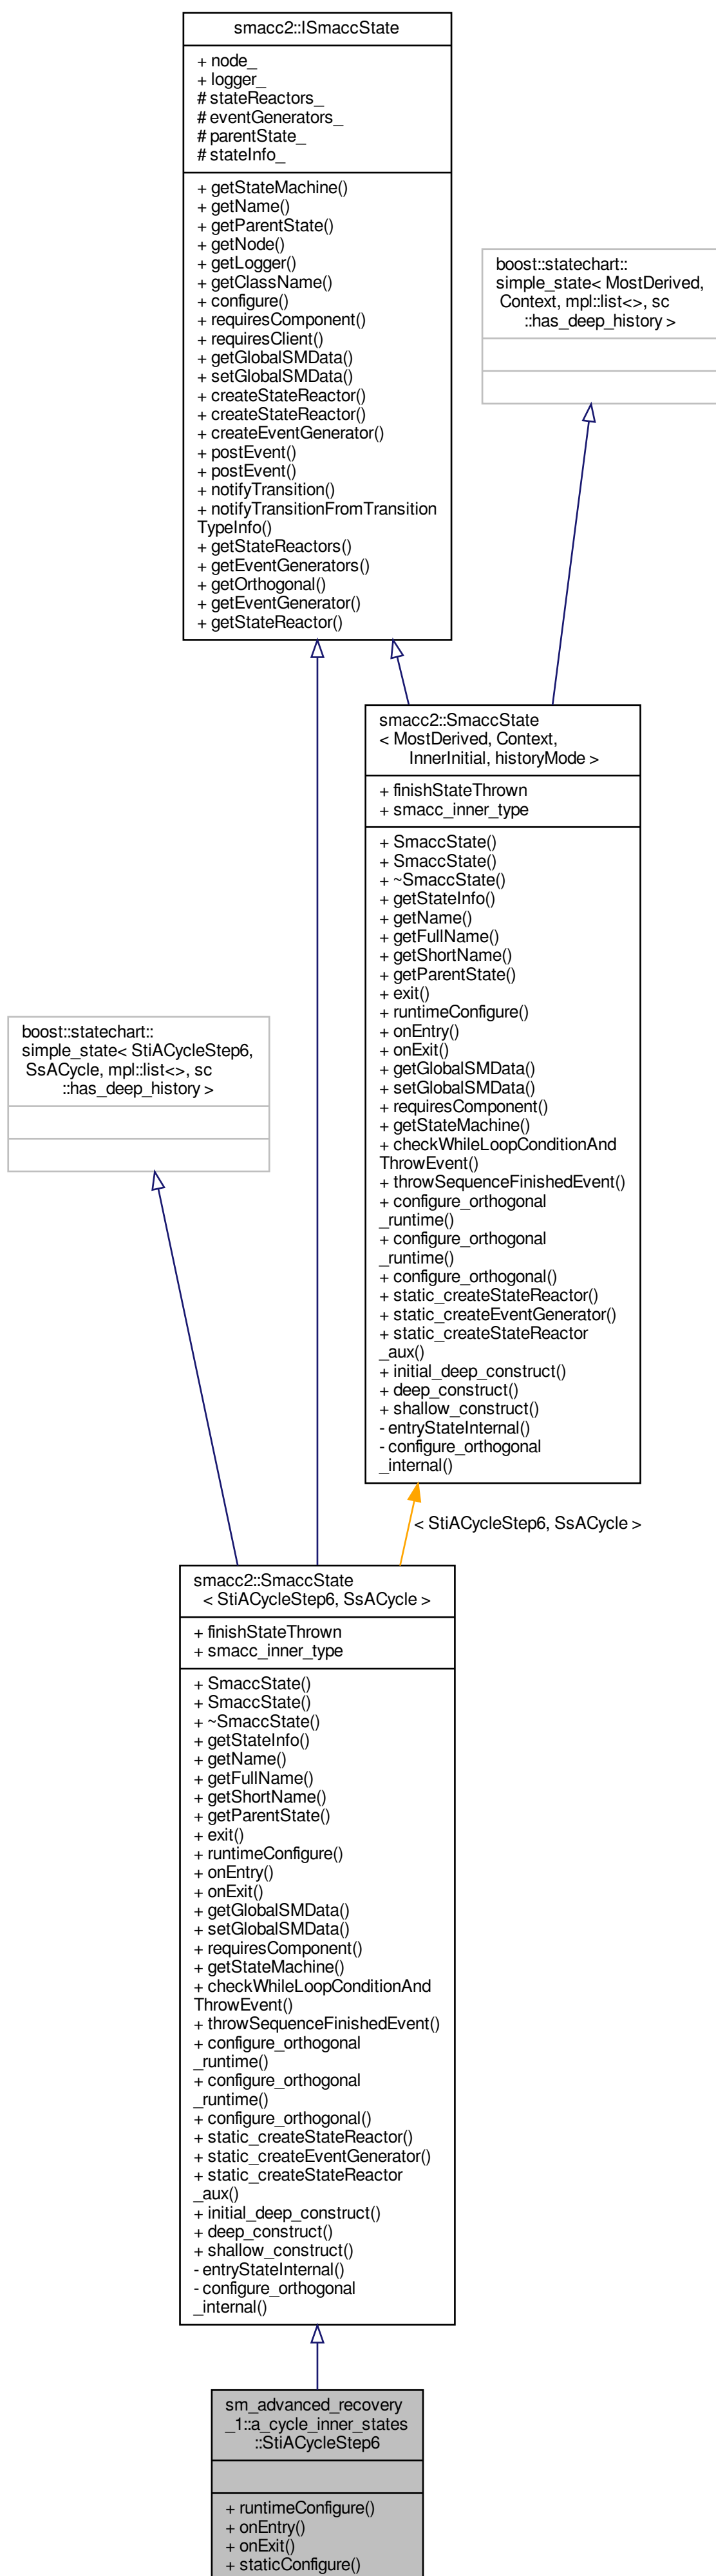 smacc2::ISmaccState
+ node_
+ logger_
# stateReactors_
# eventGenerators_
# parentState_
# stateInfo_
+ getStateMachine()
+ getName()
+ getParentState()
+ getNode()
+ getLogger()
+ getClassName()
+ configure()
+ requiresComponent()
+ requiresClient()
+ getGlobalSMData()
+ setGlobalSMData()
+ createStateReactor()
+ createStateReactor()
+ createEventGenerator()
+ postEvent()
+ postEvent()
+ notifyTransition()
+ notifyTransitionFromTransition
TypeInfo()
+ getStateReactors()
+ getEventGenerators()
+ getOrthogonal()
+ getEventGenerator()
+ getStateReactor()
boost::statechart::
simple_state< MostDerived,
Context, mpl::list<>, sc
::has_deep_history >
smacc2::SmaccState
< MostDerived, Context,
InnerInitial, historyMode >
+ finishStateThrown
+ smacc_inner_type
+ SmaccState()
+ SmaccState()
+ ~SmaccState()
+ getStateInfo()
+ getName()
+ getFullName()
+ getShortName()
+ getParentState()
+ exit()
+ runtimeConfigure()
+ onEntry()
+ onExit()
+ getGlobalSMData()
+ setGlobalSMData()
+ requiresComponent()
+ getStateMachine()
+ checkWhileLoopConditionAnd
ThrowEvent()
+ throwSequenceFinishedEvent()
+ configure_orthogonal
_runtime()
+ configure_orthogonal
_runtime()
+ configure_orthogonal()
+ static_createStateReactor()
+ static_createEventGenerator()
+ static_createStateReactor
_aux()
+ initial_deep_construct()
+ deep_construct()
+ shallow_construct()
- entryStateInternal()
- configure_orthogonal
_internal()
boost::statechart::
simple_state< StiACycleStep6,
SsACycle, mpl::list<>, sc
::has_deep_history >
< StiACycleStep6, SsACycle >
smacc2::SmaccState
< StiACycleStep6, SsACycle >
+ finishStateThrown
+ smacc_inner_type
+ SmaccState()
+ SmaccState()
+ ~SmaccState()
+ getStateInfo()
+ getName()
+ getFullName()
+ getShortName()
+ getParentState()
+ exit()
+ runtimeConfigure()
+ onEntry()
+ onExit()
+ getGlobalSMData()
+ setGlobalSMData()
+ requiresComponent()
+ getStateMachine()
+ checkWhileLoopConditionAnd
ThrowEvent()
+ throwSequenceFinishedEvent()
+ configure_orthogonal
_runtime()
+ configure_orthogonal
_runtime()
+ configure_orthogonal()
+ static_createStateReactor()
+ static_createEventGenerator()
+ static_createStateReactor
_aux()
+ initial_deep_construct()
+ deep_construct()
+ shallow_construct()
- entryStateInternal()
- configure_orthogonal
_internal()
sm_advanced_recovery
_1::a_cycle_inner_states
::StiACycleStep6
+ runtimeConfigure()
+ onEntry()
+ onExit()
+ staticConfigure()